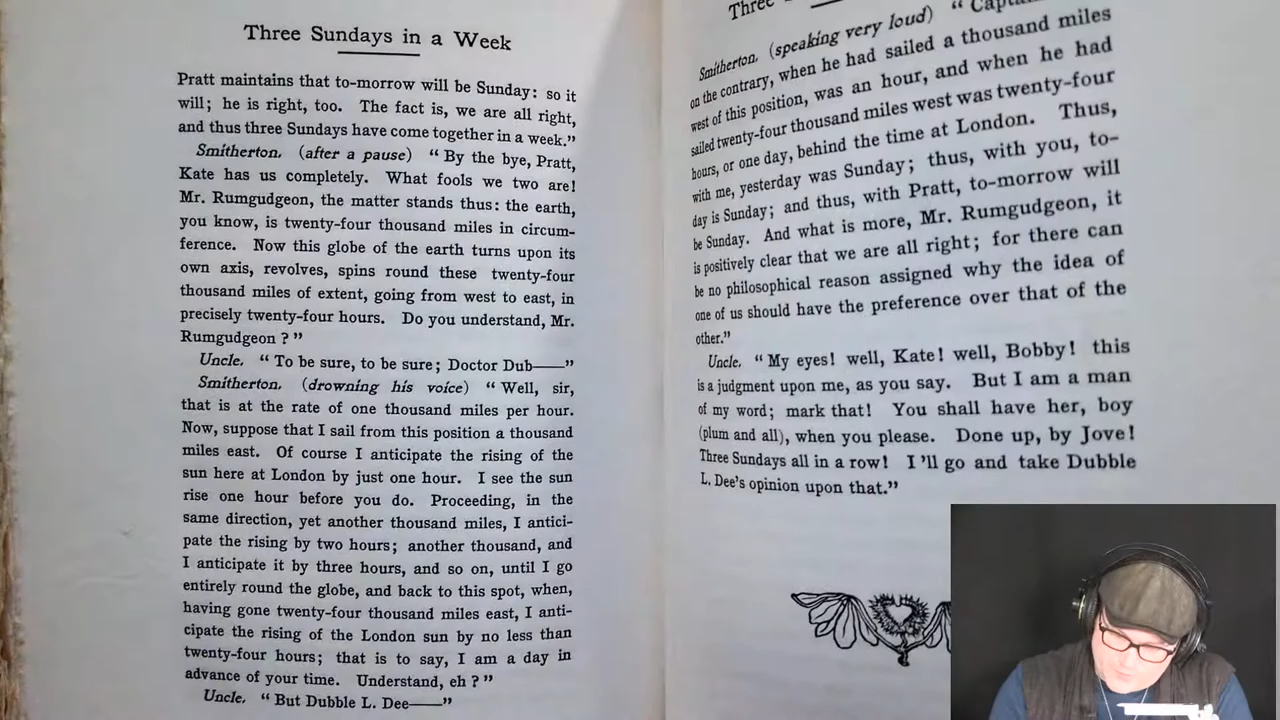 Three Sundays in a Week
Pratt maintains that to-morrow will be Sunday: so it
will; he is right, too. The fact is, we are all right,
and thus three Sundays have come together in a week.”
Smitherton. (after a pause) “ By the bye, Pratt,
Kate has us completely. What fools we two are!
Mr. Rumgudgeon, the matter stands thus: the earth,
you know, is twenty-four thousand miles in circum-
ference. Now this globe of the earth turns upon its
own axis, revolves, spins round these twenty-four
thousand miles of extent, going from west to east, in
precisely twenty-four hours. Do you understand, Mr.
Rumgudgeon ? ”
Uncle. “ To be sure, to be sure; Doctor Dub——”
Smitherton. (drowning his voice) “ Well, sir,
that is at the rate of one thousand miles per hour.
Now, suppose that I sail from this position a thousand
miles east. Of course I anticipate the rising of the
sun here at London by just one hour. I see the sun
rise one hour before you do. Proceeding, in the
same direction, yet another thousand miles, I antici-
pate the rising by two hours; another thousand, and
I anticipate it by three hours, and so on, until I go
entirely round the globe, and back to this spot, when,
having gone twenty-four thousand miles east, I anti-
cipate the rising of the London sun by no less than
twenty-four hours; that is to say, I am a day in
advance of your time. Understand, eh ? ”
Uncle. “ But Dubble L. Dee——”
Three
Smitherton. (speaking very loud) “
on the contrary, when he had sailed a thousand miles
west of this position, was an hour, and when he had
sailed twenty-four thousand miles west was twenty-four
hours, or one day, behind the time at London. Thus,
with me, yesterday was Sunday; thus, with you, to-
day is Sunday; and thus, with Pratt, to-morrow will
be Sunday. And what is more, Mr. Rumgudgeon, it
is positively clear that we are all right; for there can
be no philosophical reason assigned why the idea of
one of us should have the preference over that of the
other.”
Uncle. “ My eyes! well, Kate! well, Bobby! this
is a judgment upon me, as you say. But I am a man
of my word; mark that! You shall have her, boy
(plum and all), when you please. Done up, by Jove!
Three Sundays all in a row! I ’ll go and take Dubble
L. Dee’s opinion upon that.”